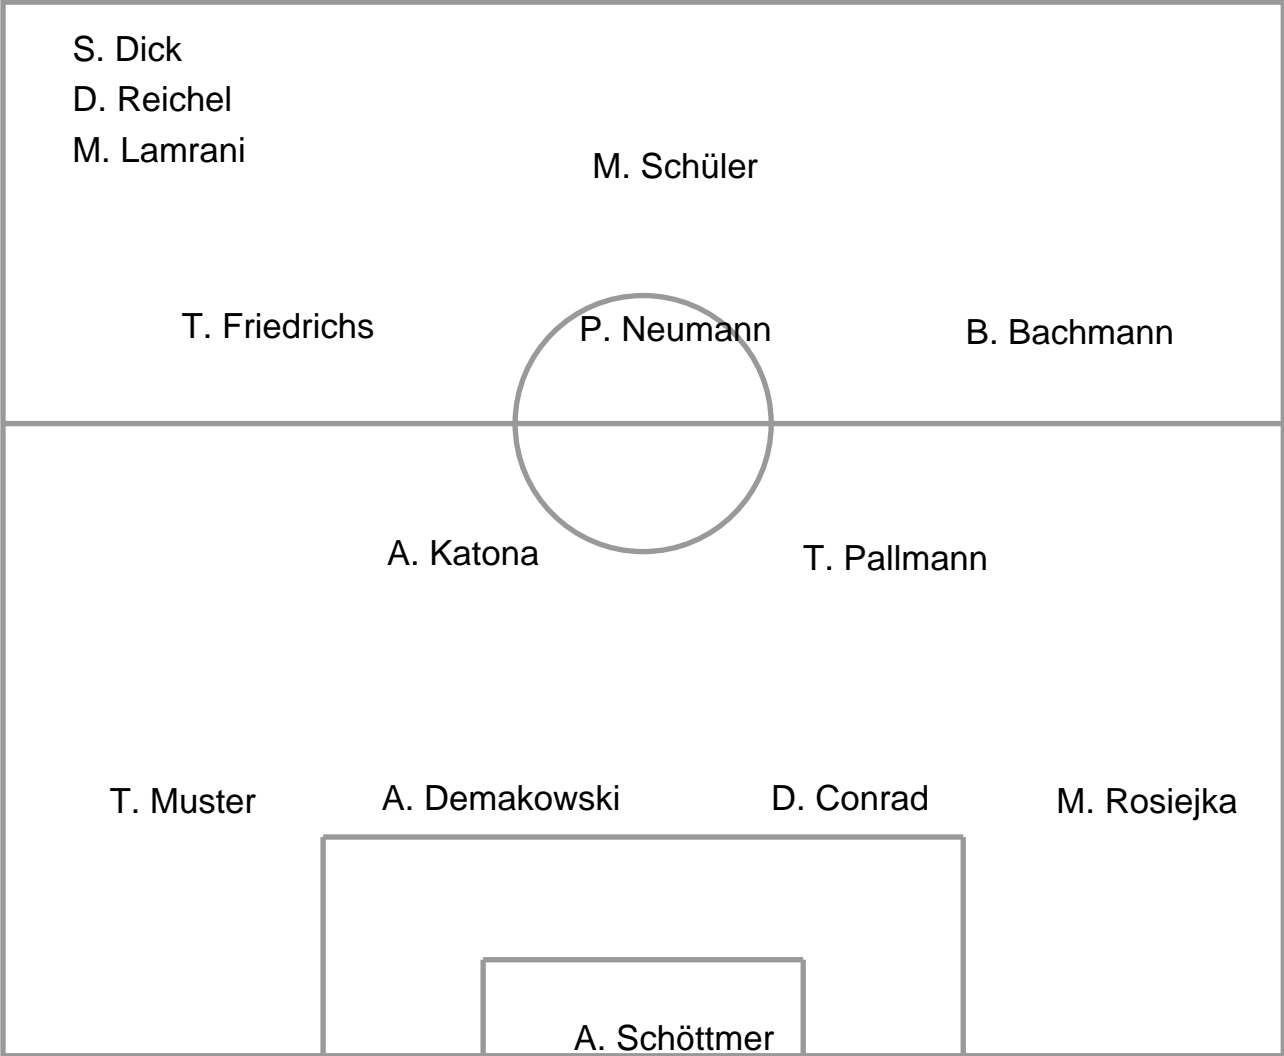 S. Dick
D. Reichel
M. Lamrani
M. Schüler
T. Friedrichs
P. Neumann
B. Bachmann
A. Katona
T. Pallmann
T. Muster
A. Demakowski
D. Conrad
M. Rosiejka
A. Schöttmer